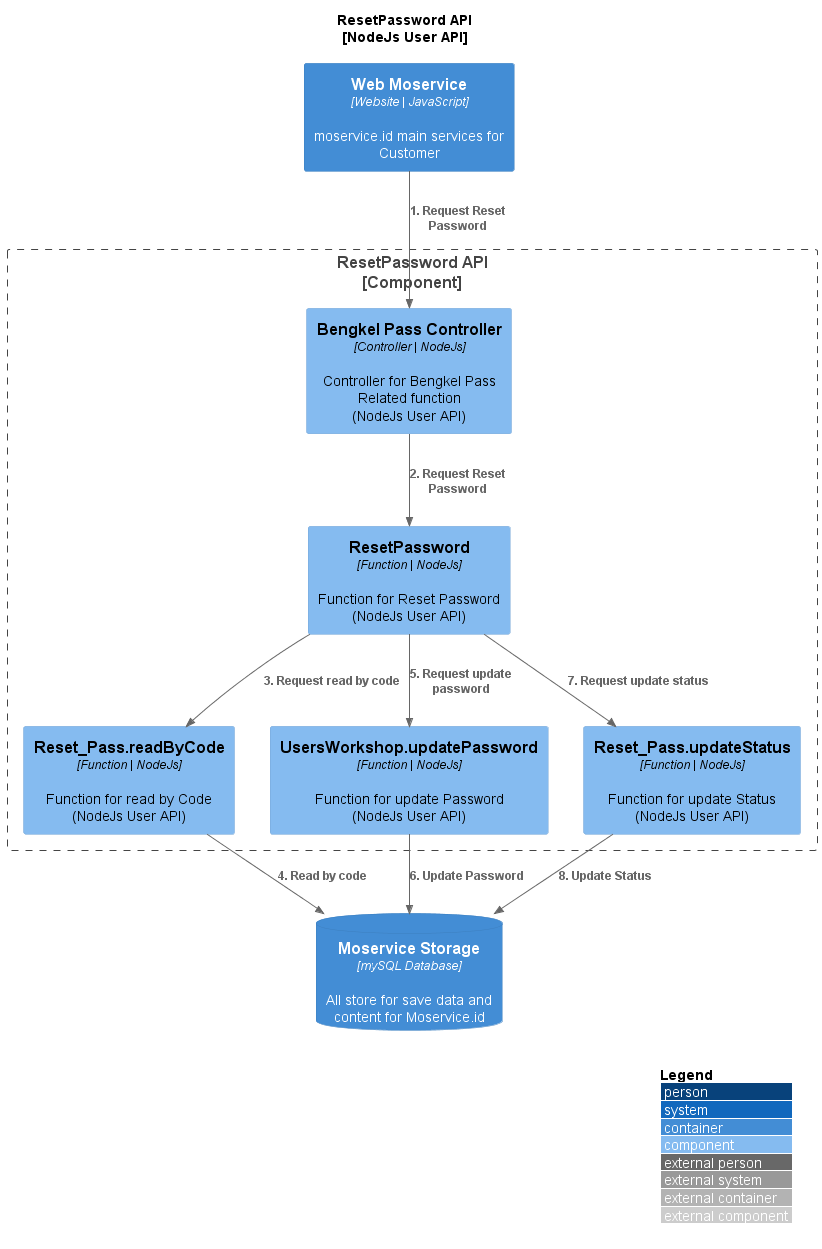 ResetPassword API
[NodeJs User API]
Web Moservice
[Website | JavaScript]
moservice.id main services for
Customer
1. Request Reset
Password
ResetPassword API
[Component]
Bengkel Pass Controller
[Controller | NodeJs]
Controller for Bengkel Pass
Related function
(NodeJs User API)
2. Request Reset
Password
ResetPassword
[Function | NodeJs]
Function for Reset Password
(NodeJs User API)
3. Request read by code
5. Request update
password
7. Request update status
Reset_Pass.readByCode
[Function | NodeJs]
Function for read by Code
(NodeJs User API)
UsersWorkshop.updatePassword
[Function | NodeJs]
Function for update Password
(NodeJs User API)
Reset_Pass.updateStatus
[Function | NodeJs]
Function for update Status
(NodeJs User API)
4. Read by code
6. Update Password
8. Update Status
Moservice Storage
[mySQL Database]
All store for save data and
content for Moservice.id
Legend
person
system
container
component
external person
external system
external container
external component